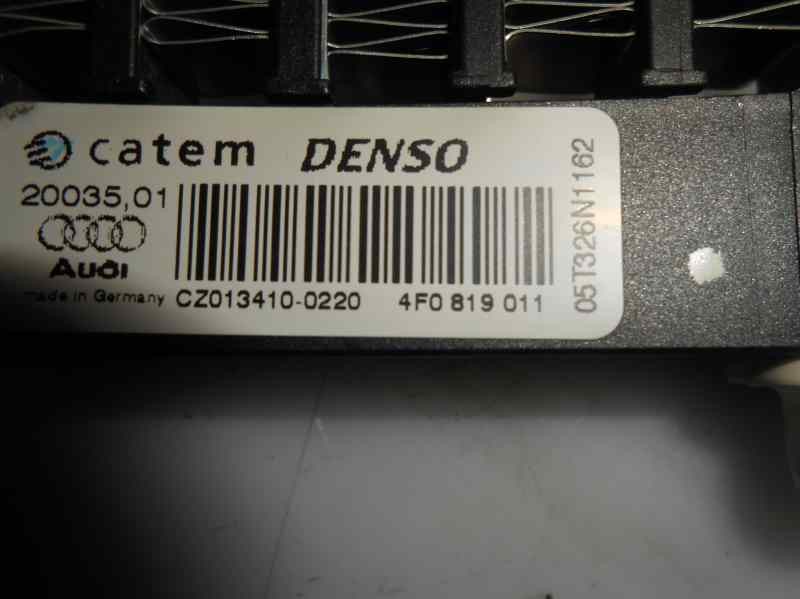 catem DENSO
20035,01
Audi
made in Germany CZ013410-0220 4F0 819 011
05T326N1162